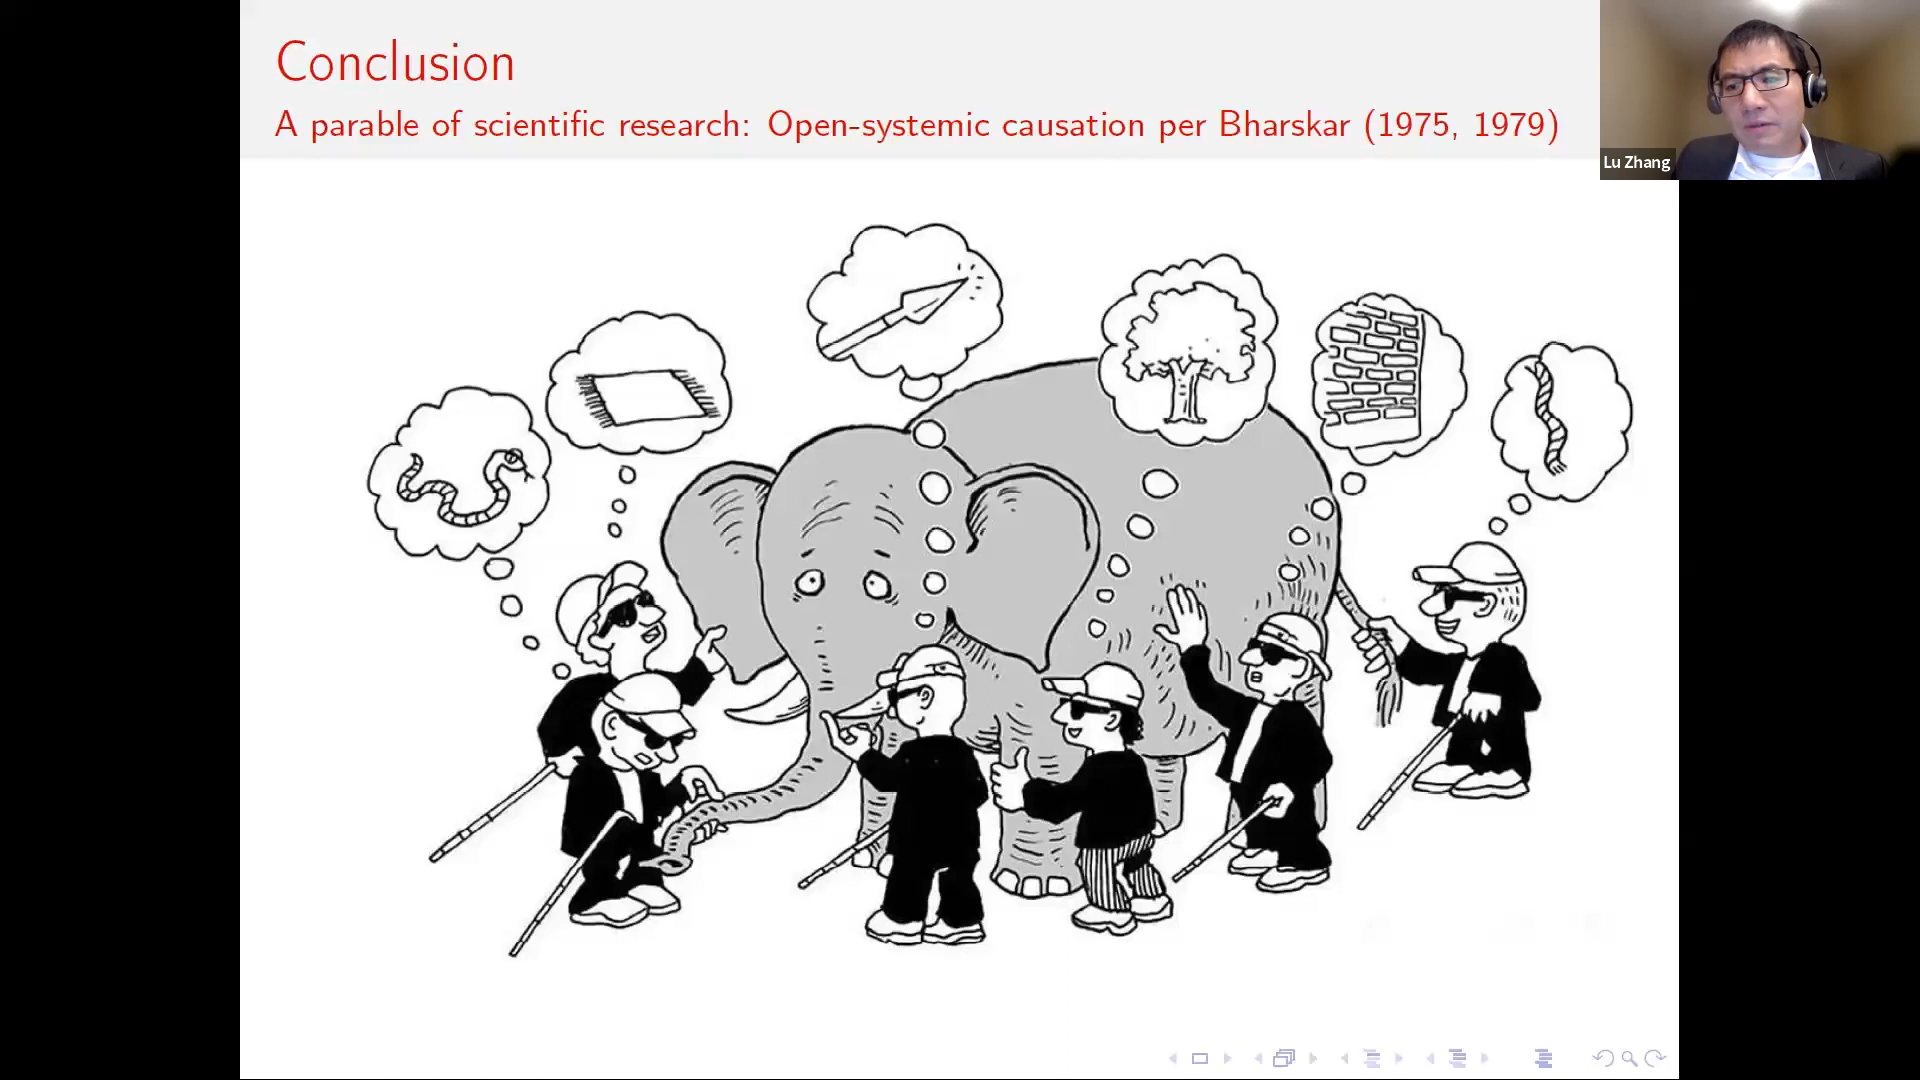 Conclusion
A parable of scientific research: Open-systemic causation per Bharskar (1975, 1979)
Lu Zhang